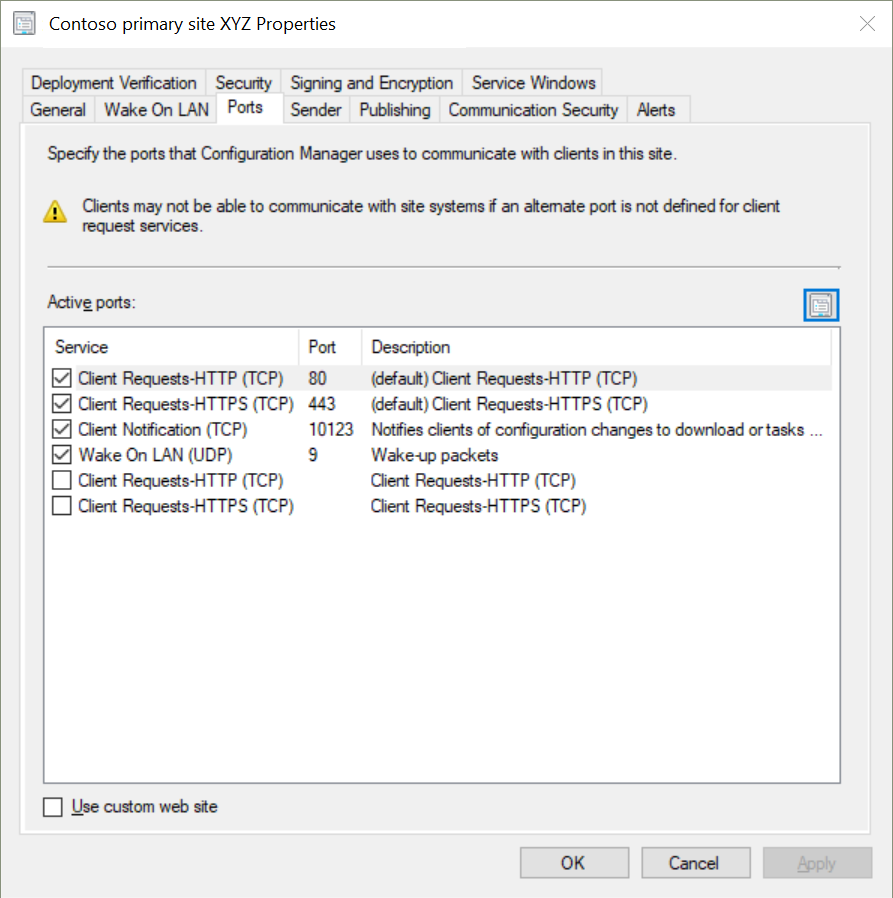 Contoso primary site XYZ Properties
Deployment Verification Security Signing and Encryption Service Windows
General Wake On LAN Ports Sender Publishing Communication Security Alerts
Specify the ports that Configuration Manager uses to communicate with clients in this site.
Clients may not be able to communicate with site systems if an alternate port is not defined for client
request services.
Active ports:
Service Port Description
Client Requests-HTTP (TCP) 80 (default) Client Requests-HTTP (TCP)
Client Requests-HTTPS (TCP) 443 (default) Client Requests-HTTPS (TCP)
Client Notification (TCP) 10123 Notifies clients of configuration changes to download or tasks ...
Wake On LAN (UDP) 9 Wake-up packets
Client Requests-HTTP (TCP) Client Requests-HTTP (TCP)
Client Requests-HTTPS (TCP) Client Requests-HTTPS (TCP)
Use custom web site
OK Cancel Apply